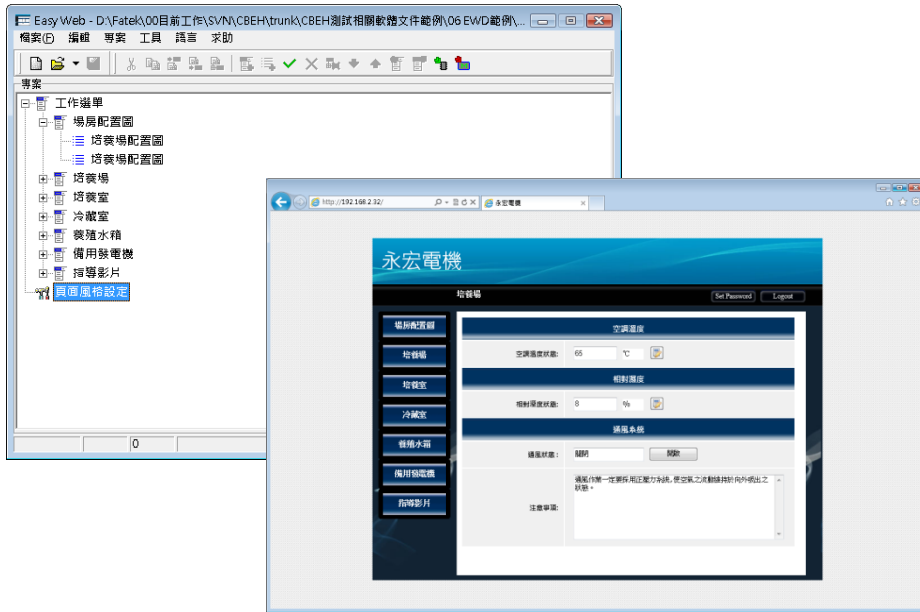 Easy Web - D:\Fatek\00目前工作\SVN\CBEH\trunk\CBEH測試相關軟體文件範例\06 EWD範例\...
檔案(F) 編輯 專案 工具 語言 求助
專案
工作選單
場房配置圖
培養場配置圖
培養場配置圖
培養場
培養室
冷藏室
養殖水箱
備用發電機
指導影片
頁面風格設定
0
http://192.168.2.32/
永宏電機
永宏電機
培養場 Set Password Logout
場房配置圖
培養場
培養室
冷藏室
養殖水箱
備用發電機
指導影片
空調溫度
空調溫度狀態: 65 °C
相對濕度
相對濕度狀態: 8 %
通風系統
通風狀態: 關閉 開啟
注意事項:
通風作業一定要採用正壓力系統,使空氣之流動維持於向外吸出之
狀態。